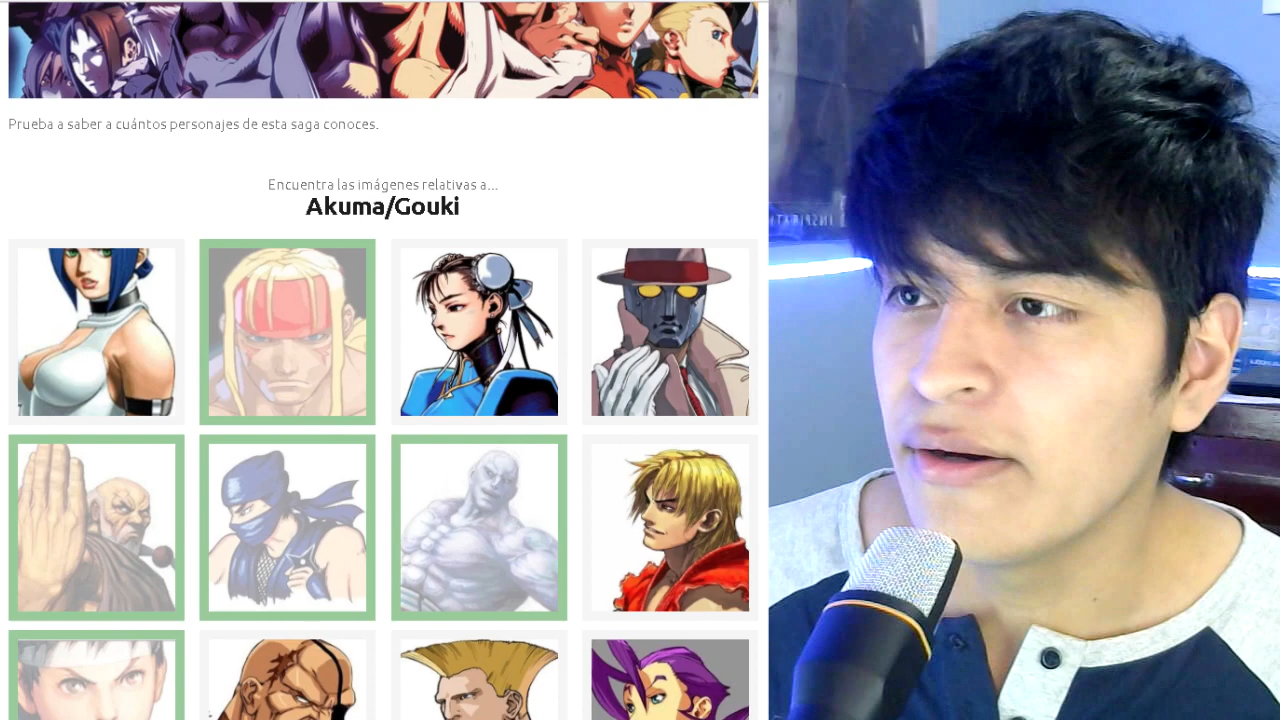 Prueba a saber a cuántos personajes de esta saga conoces.
Encuentra las imágenes relativas a...
Akuma/Gouki